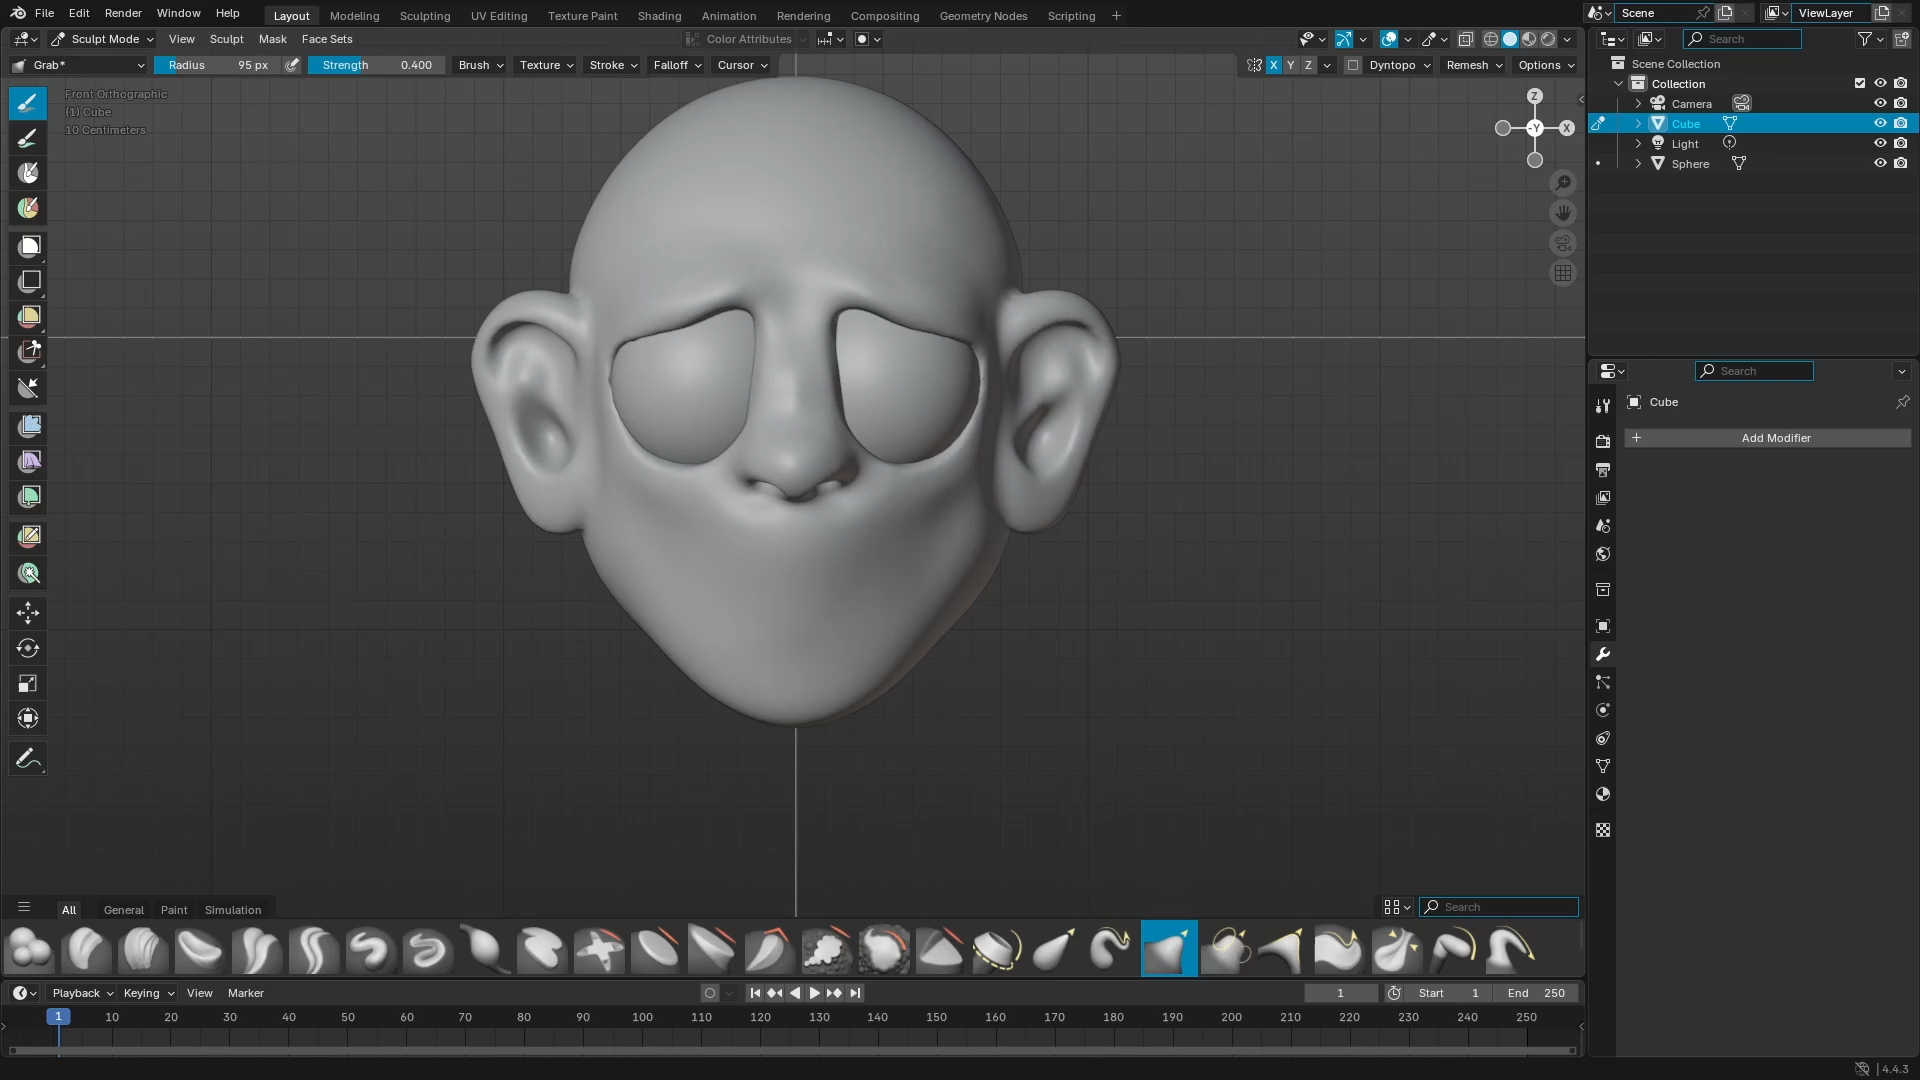 File Edit Render Window Help Layout Modeling Sculpting UV Editing Texture Paint Shading Animation Rendering Compositing Geometry Nodes Scripting + Scene ViewLayer
Sculpt Mode View Sculpt Mask Face Sets Color Attributes Search
Grab* Radius 95 px Strength 0.400 Brush Texture Stroke Falloff Cursor X Y Z Dyntopo Remesh Options
Scene Collection
Collection
Camera
Cube
Light
Sphere
Front Orthographic
(1) Cube
10 Centimeters
Z
-Y X
Search
Cube
+ Add Modifier
All General Paint Simulation Search
Playback Keying View Marker 1 Start 1 End 250
1 10 20 30 40 50 60 70 80 90 100 110 120 130 140 150 160 170 180 190 200 210 220 230 240 250
4.4.3